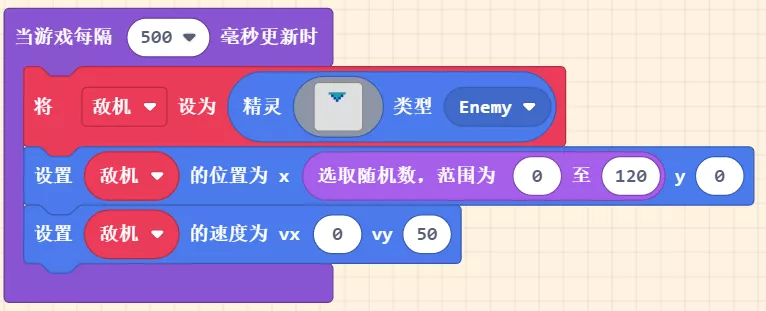 当游戏每隔 500 毫秒更新时
将 敌机 设为 精灵 类型 Enemy
设置 敌机 的位置为 x 选取随机数，范围为 0 至 120 y 0
设置 敌机 的速度为 vx 0 vy 50